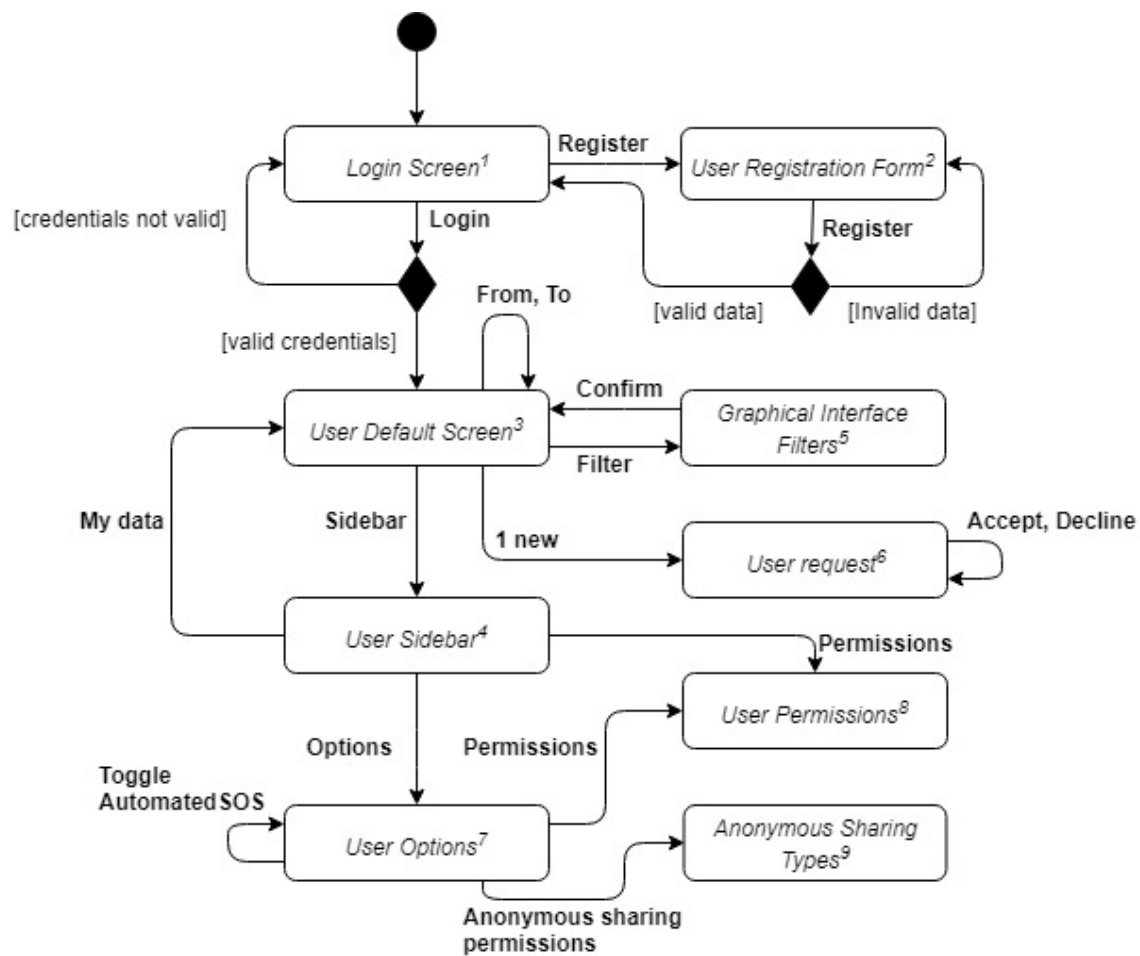 Register
Login Screen1
User Registration Form2
[credentials not valid]
Login
Register
From, To
[valid data]
[Invalid data]
[valid credentials]
Confirm
User Default Screen3
Graphical Interface
Filters5
Filter
My data
Sidebar
1 new
Accept, Decline
User request6
User Sidebar4
Permissions
User Permissions8
Options
Permissions
Toggle
Automated SOS
User Options7
Anonymous Sharing
Types9
Anonymous sharing
permissions